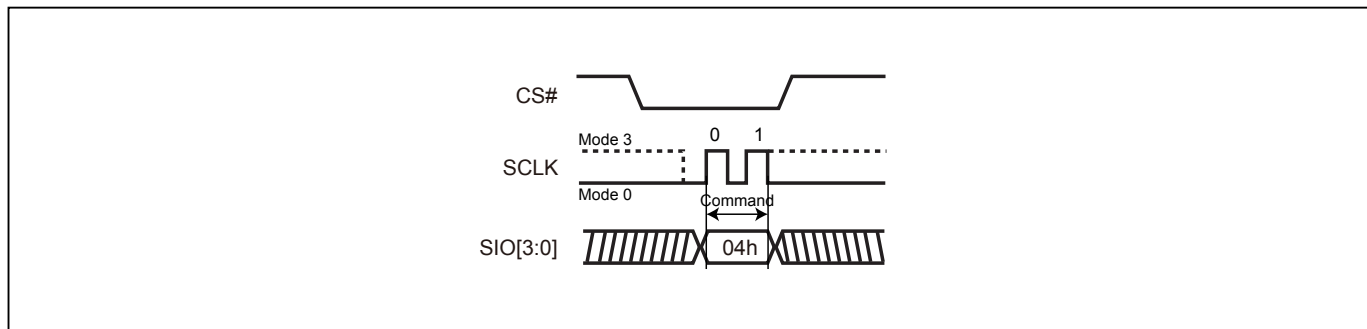 CS#
Mode 3
0 1
SCLK
Mode 0
Command
SIO[3:0]
04h